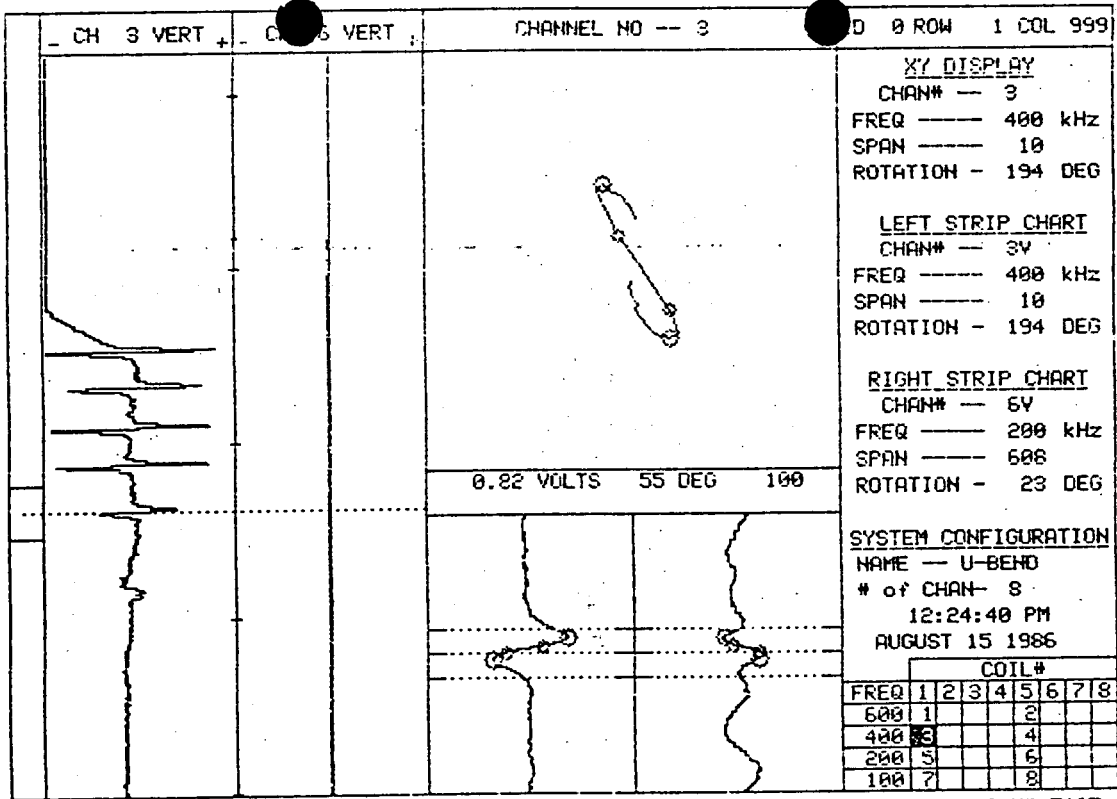 - CH 3 VERT +
- C 6 VERT
CHANNEL NO -- 3
D 0 ROW 1 COL 999
XY DISPLAY
CHAN# -- 3
FREQ ----- 400 kHz
SPAN ----- 10
ROTATION - 194 DEG
LEFT STRIP CHART
CHAN# -- 3V
FREQ ----- 400 kHz
SPAN ----- 10
ROTATION - 194 DEG
RIGHT STRIP CHART
CHAN# -- 6V
FREQ ----- 200 kHz
SPAN ----- 608
ROTATION - 23 DEG
0.82 VOLTS 55 DEG 100
SYSTEM CONFIGURATION
NAME -- U-BEND
# of CHAN- 8
12:24:40 PM
AUGUST 15 1986
COIL#
FREQ 1 2 3 4 5 6 7 8
600 1 2
400 3 4
200 5 6
100 7 8